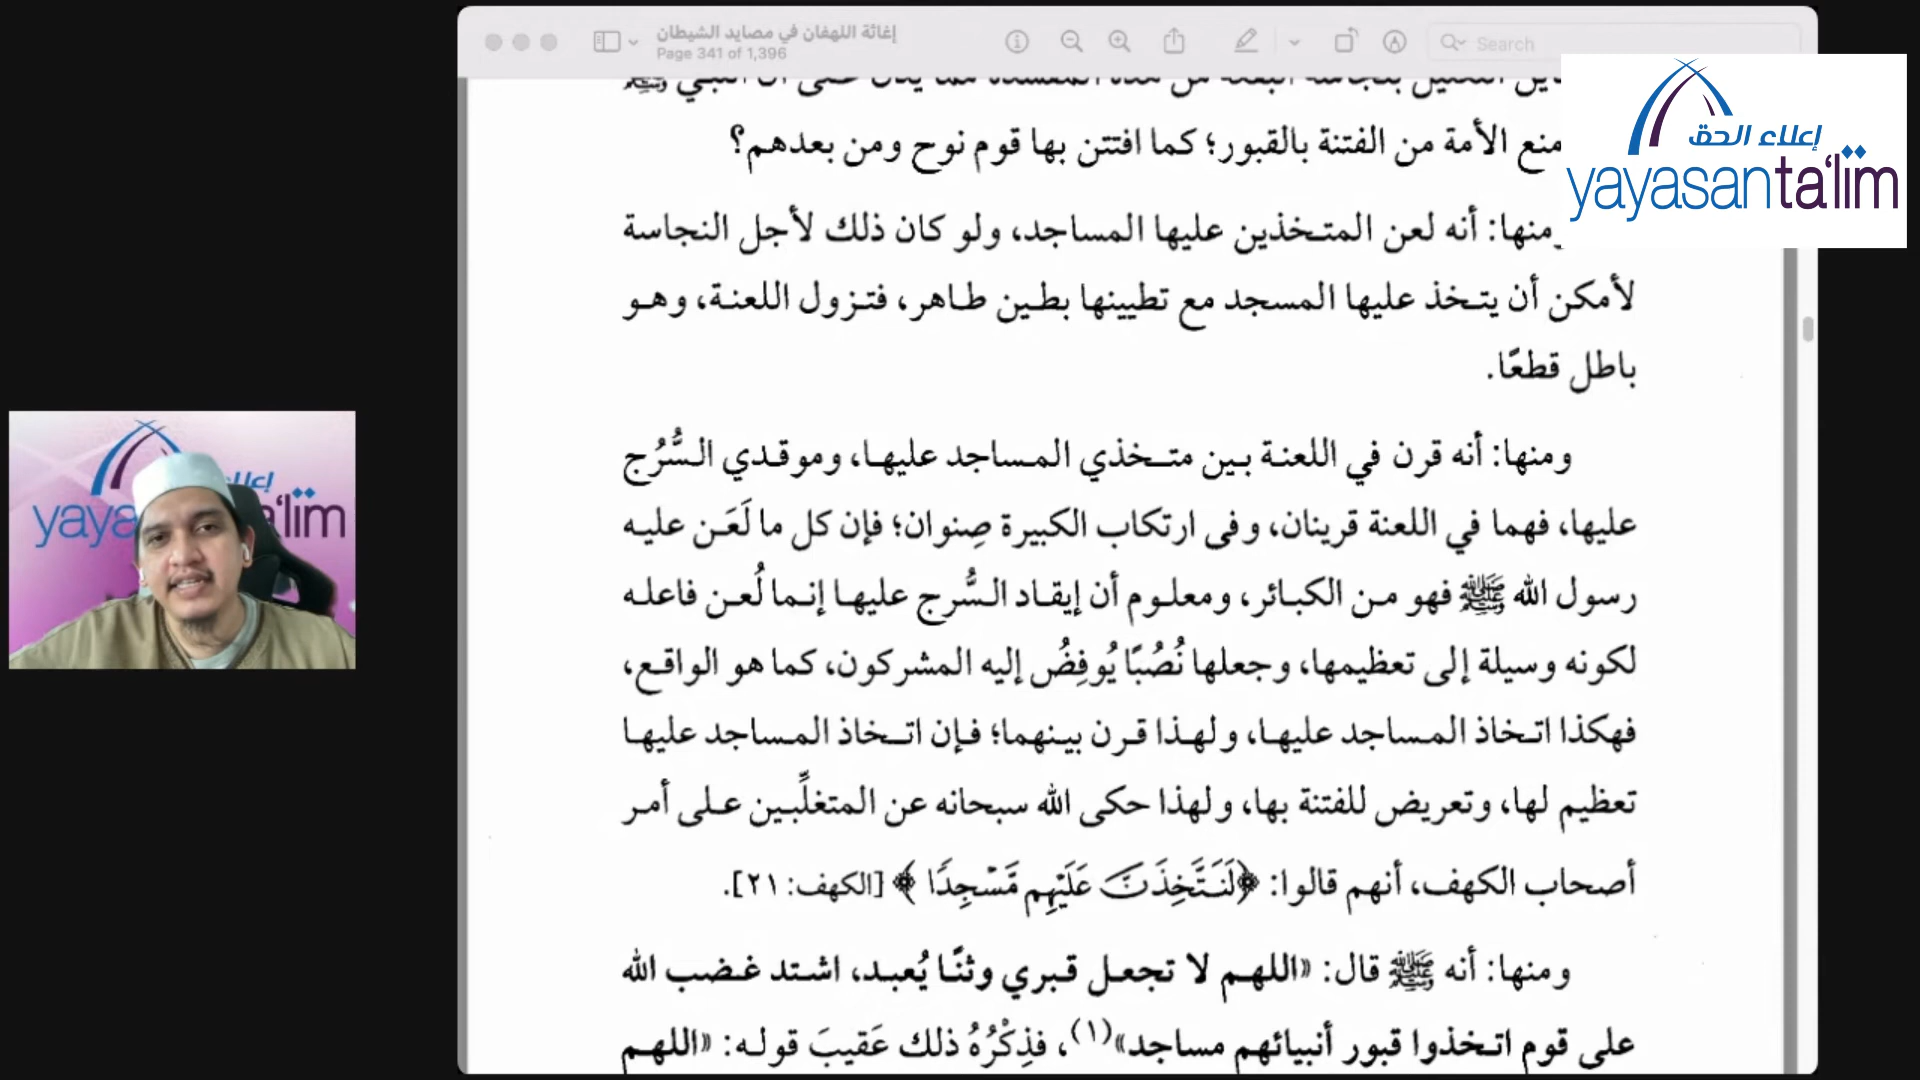 إغاثة اللهفان في مصايد الشيطان
Page 341 of 1,396
Search
إعلاء الحق
yayasanta'lim
منع الأمة من الفتنة بالقبور؛ كما افتتن بها قوم نوح ومن بعدهم؟
ومنها: أنه لعن المتخذين عليها المساجد، ولو كان ذلك لأجل النجاسة
لأمكن أن يتخذ عليها المسجد مع تطيينها بطين طاهر، فتزول اللعنة، وهو
باطل قطعًا.
ومنها: أنه قرن في اللعنة بين متخذي المساجد عليها، وموقدي السُّرُج
عليها، فهما في اللعنة قرينان، وفى ارتكاب الكبيرة صِنوان؛ فإن كل ما لَعَن عليه
رسول الله ﷺ فهو من الكبائر، ومعلوم أن إيقاد السُّرج عليها إنما لُعن فاعله
لكونه وسيلة إلى تعظيمها، وجعلها نُصُبًا يُوفِضُ إليه المشركون، كما هو الواقع،
فهكذا اتخاذ المساجد عليها، ولهذا قرن بينهما؛ فإن اتخاذ المساجد عليها
تعظيم لها، وتعريض للفتنة بها، ولهذا حكى الله سبحانه عن المتغلِّبين على أمر
أصحاب الكهف، أنهم قالوا: ﴿لَنَتَّخِذَنَّ عَلَيْهِم مَّسْجِدًا﴾ [الكهف: ٢١].
ومنها: أنه ﷺ قال: «اللهم لا تجعل قبري وثنًا يُعبد، اشتد غضب الله
على قوم اتخذوا قبور أنبيائهم مساجد»(١)، فذِكْرُهُ ذلك عَقيبَ قوله: «اللهم